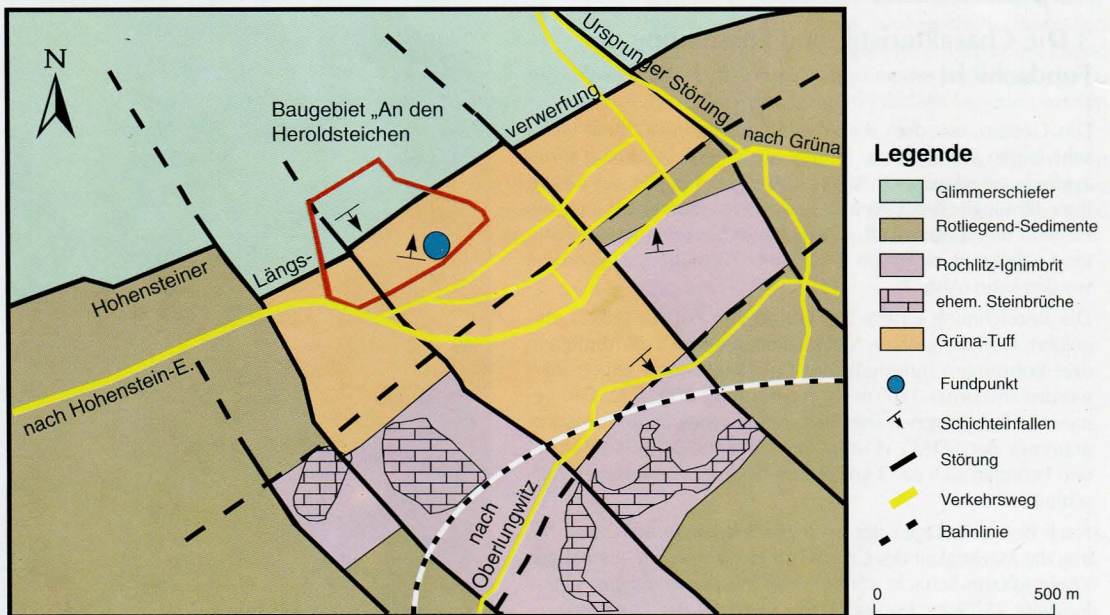 N
Baugebiet „An den
Heroldsteichen
Ursprunger Störung
verwerfung
nach Grüna
Längs-
Hohensteiner
nach Hohenstein-E.
nach
Oberlungwitz
Legende
Glimmerschiefer
Rotliegend-Sedimente
Rochlitz-Ignimbrit
ehem. Steinbrüche
Grüna-Tuff
Fundpunkt
Schichteinfallen
Störung
Verkehrsweg
Bahnlinie
0 500 m